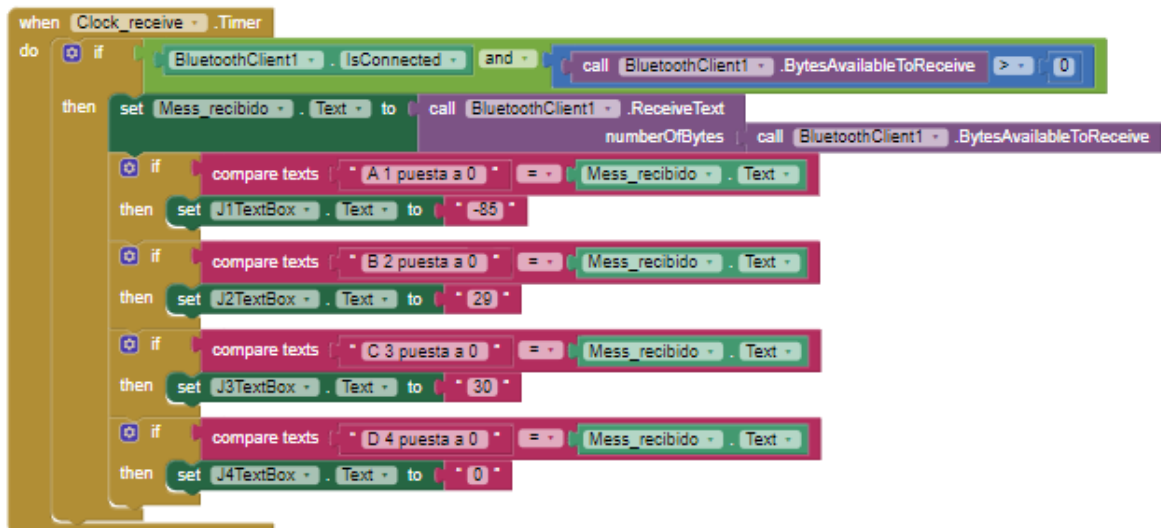 when Clock_receive .Timer
do if BluetoothClient1 . IsConnected and call BluetoothClient1 .BytesAvailableToReceive > 0
then set Mess_recibido . Text to call BluetoothClient1 .ReceiveText
numberOfBytes call BluetoothClient1 .BytesAvailableToReceive
if compare texts " A 1 puesta a 0 " = Mess_recibido . Text
then set J1TextBox . Text to " -85 "
if compare texts " B 2 puesta a 0 " = Mess_recibido . Text
then set J2TextBox . Text to " 29 "
if compare texts " C 3 puesta a 0 " = Mess_recibido . Text
then set J3TextBox . Text to " 30 "
if compare texts " D 4 puesta a 0 " = Mess_recibido . Text
then set J4TextBox . Text to " 0 "